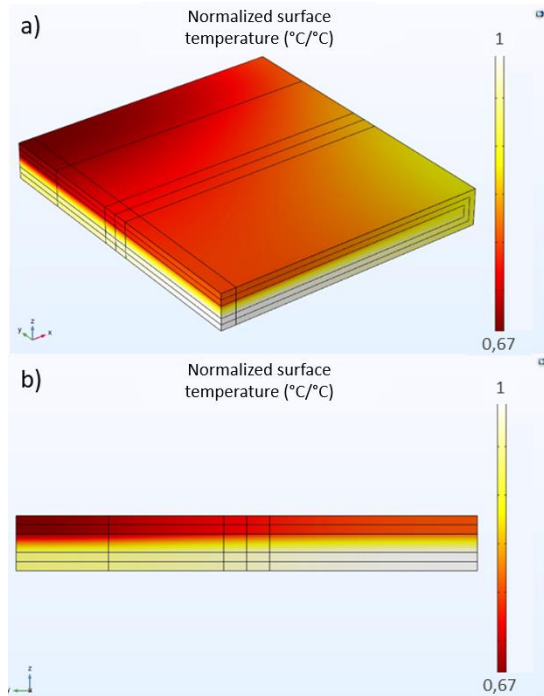 a)
Normalized surface
temperature (°C/°C)
1
0,67
z
y
x
b)
Normalized surface
temperature (°C/°C)
1
0,67
z
y